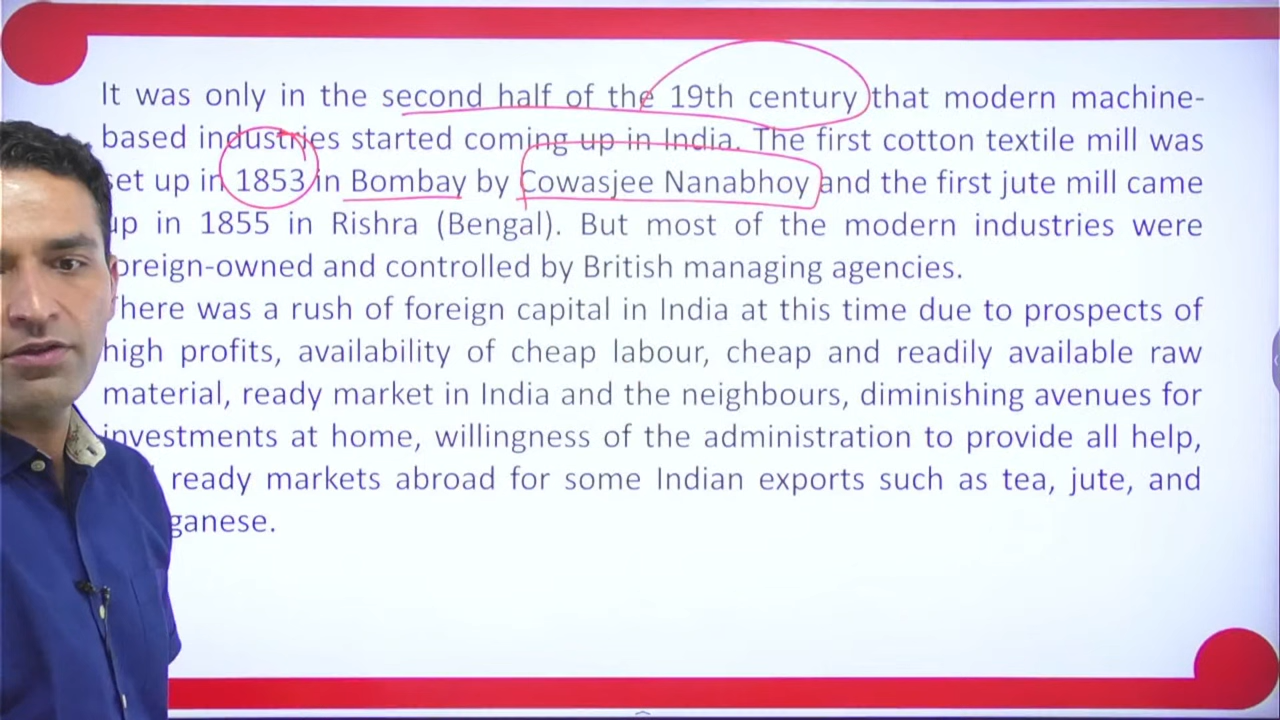 It was only in the second half of the 19th century that modern machine-
based industries started coming up in India. The first cotton textile mill was
set up in 1853 in Bombay by Cowasjee Nanabhoy and the first jute mill came
up in 1855 in Rishra (Bengal). But most of the modern industries were
foreign-owned and controlled by British managing agencies.
There was a rush of foreign capital in India at this time due to prospects of
high profits, availability of cheap labour, cheap and readily available raw
material, ready market in India and the neighbours, diminishing avenues for
investments at home, willingness of the administration to provide all help,
ready markets abroad for some Indian exports such as tea, jute, and
ganese.